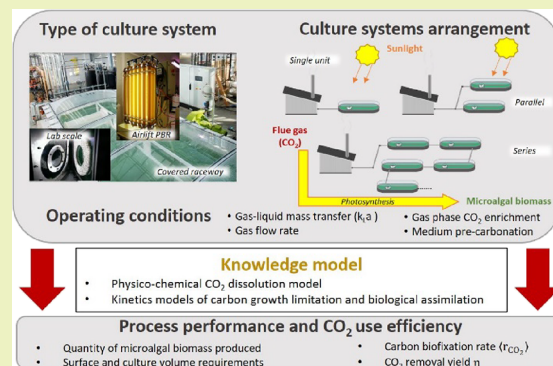 Type of culture system
Culture systems arrangement
Lab scale
Airlift PBR
Covered raceway
Single unit
Sunlight
Parallel
Flue gas
(CO₂)
Series
Photosynthesis
Microalgal biomass
Operating conditions
• Gas-liquid mass transfer (kLa )
• Gas flow rate
• Gas phase CO₂ enrichment
• Medium pre-carbonation
Knowledge model
• Physico-chemical CO₂ dissolution model
• Kinetics models of carbon growth limitation and biological assimilation
Process performance and CO₂ use efficiency
• Quantity of microalgal biomass produced
• Surface and culture volume requirements
• Carbon biofixation rate ⟨rCO₂⟩
• CO₂ removal yield η